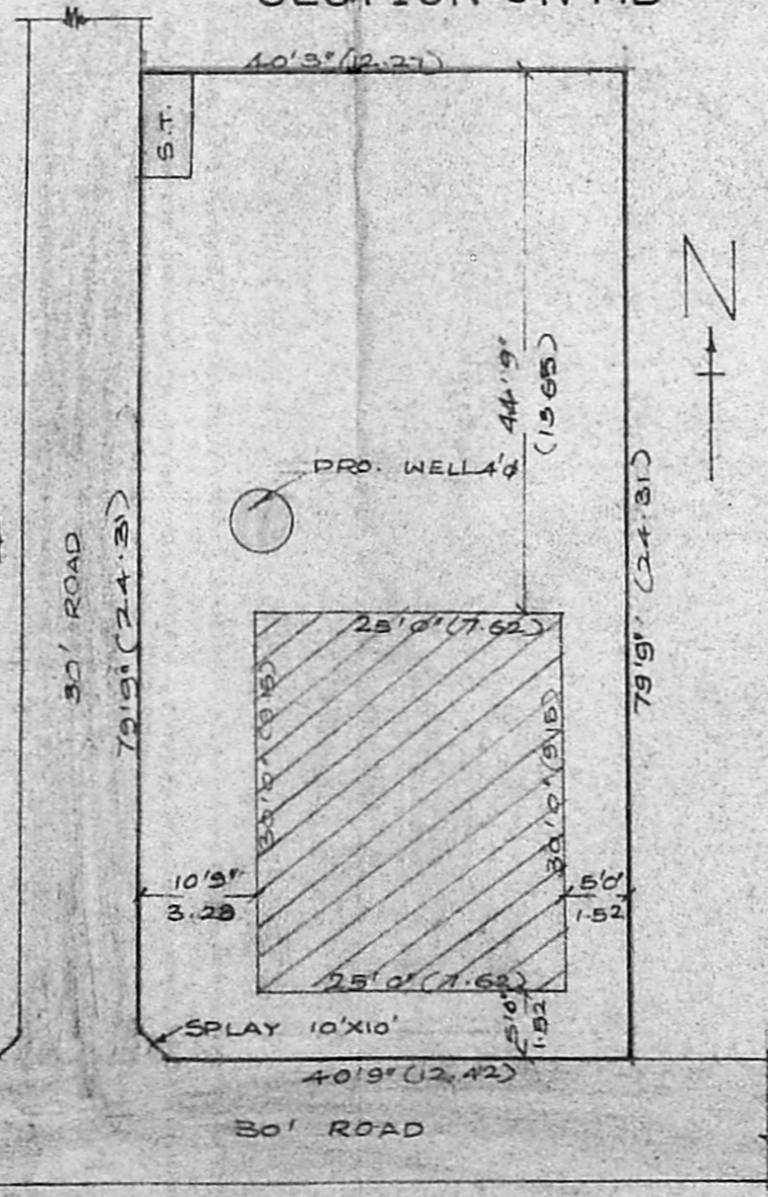 SECTION ON AB
40'3" (12.27)
S.T.
N
44'9"
(13.65)
PRO. WELL 4'φ
30' ROAD
79'9" (24.31)
79'9" (24.31)
25'0" (7.62)
30'0" (9.15)
30'0" (9.15)
10'9"
3.28
5'0"
1.52
25'0" (7.62)
5'0"
1.52
SPLAY 10'X10'
40'9" (12.42)
30' ROAD